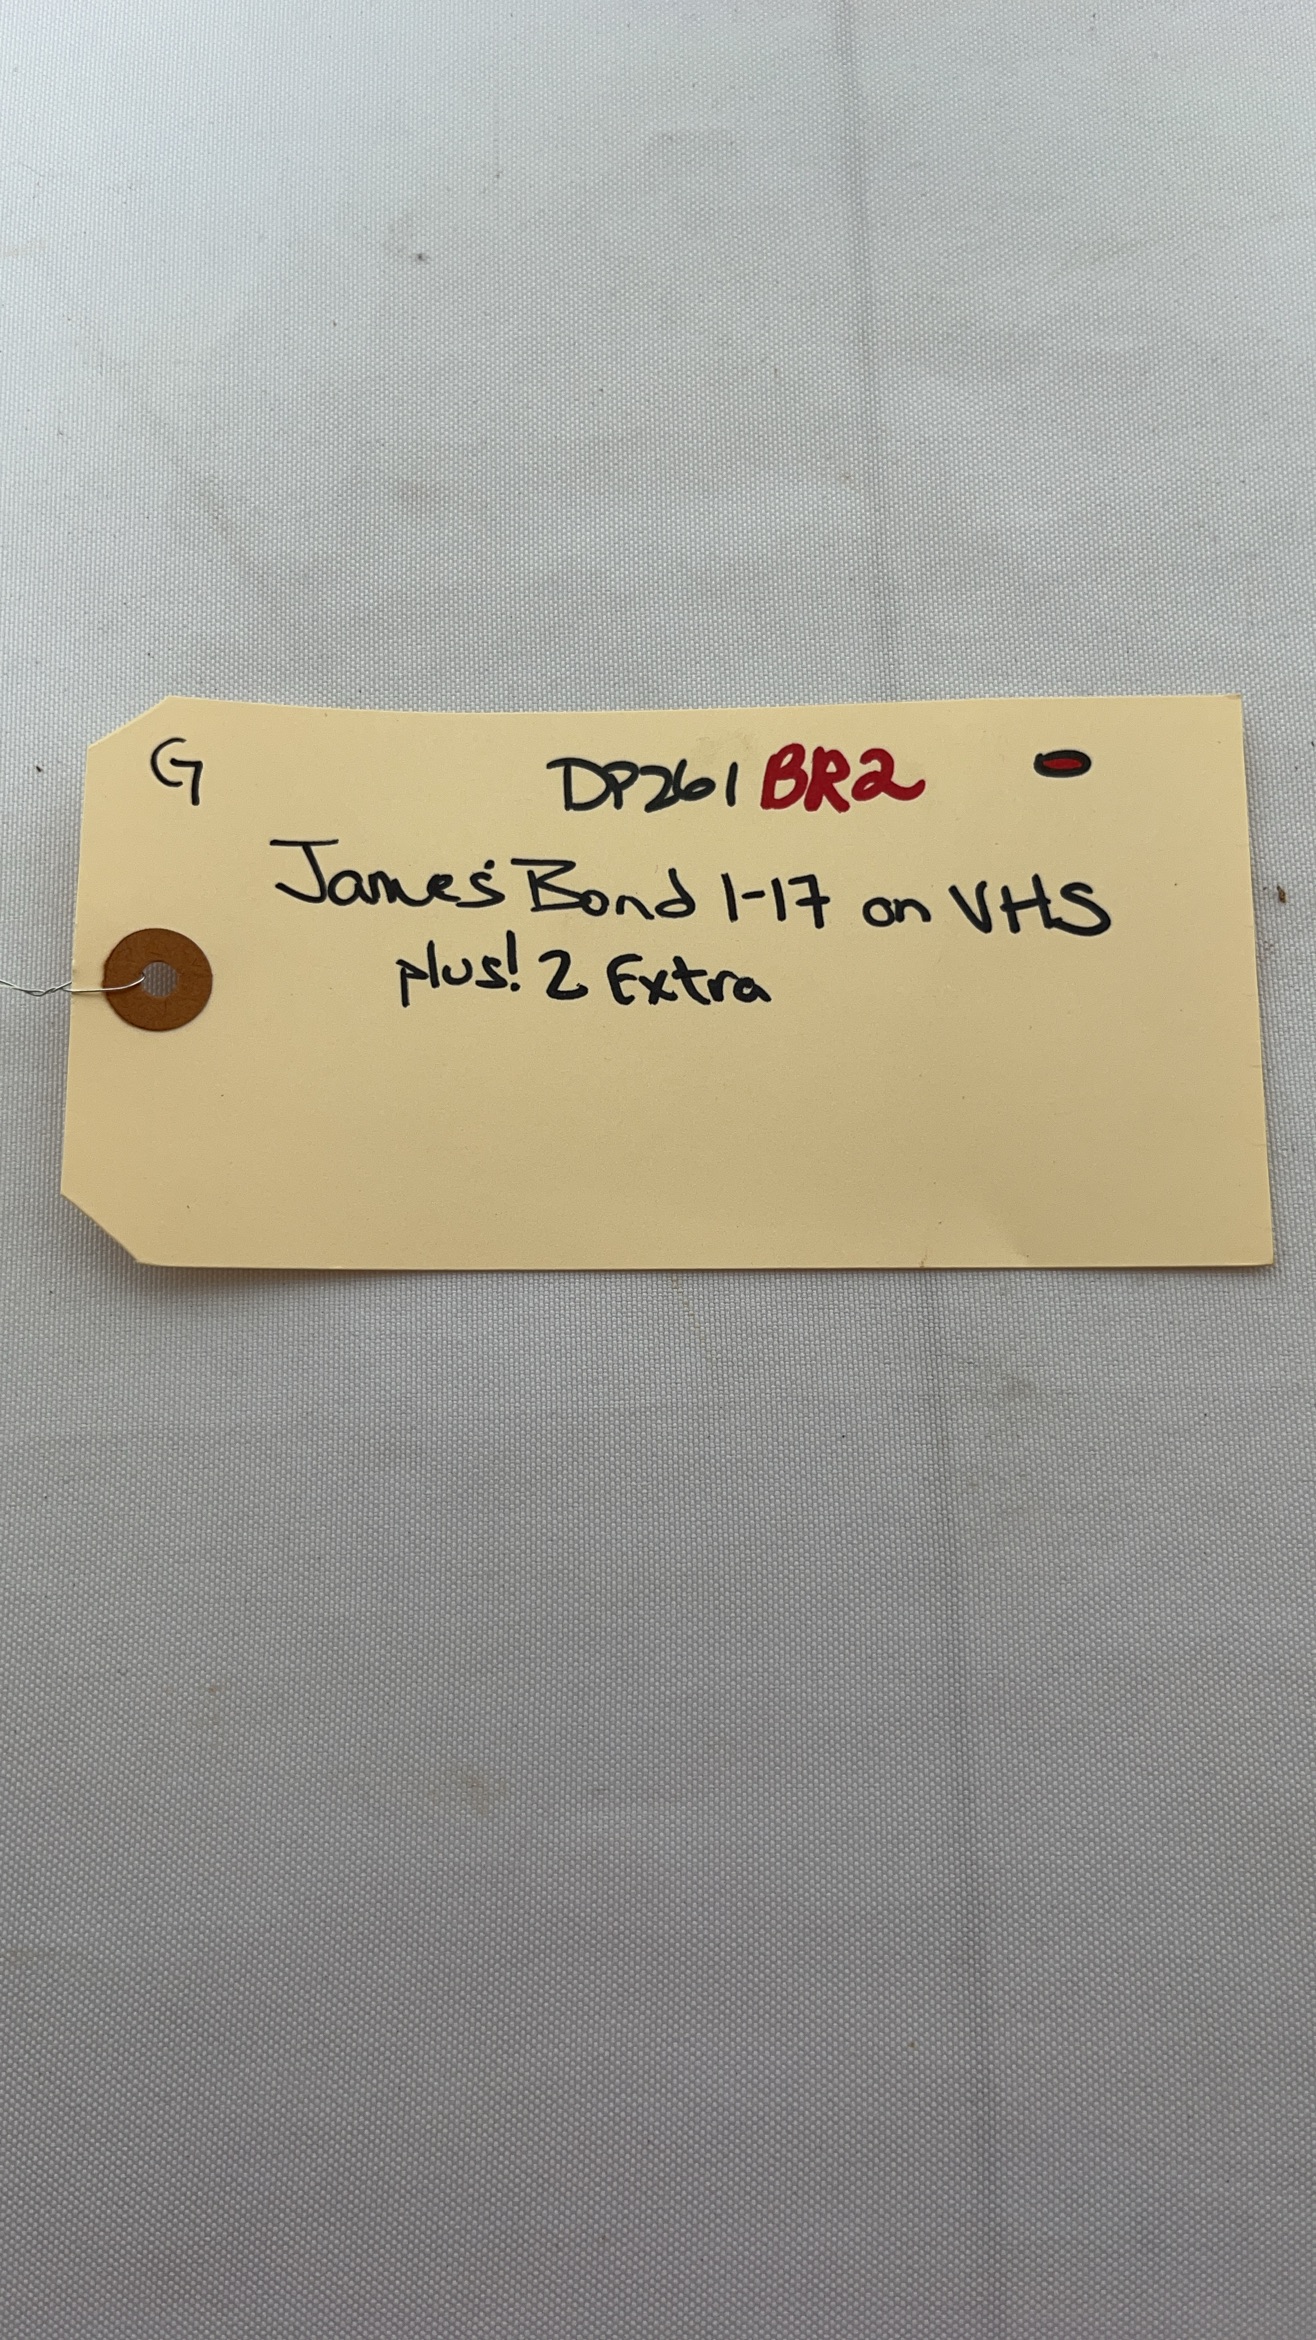 G DP261 BR2
James Bond 1-17 on VHS
plus! 2 Extra